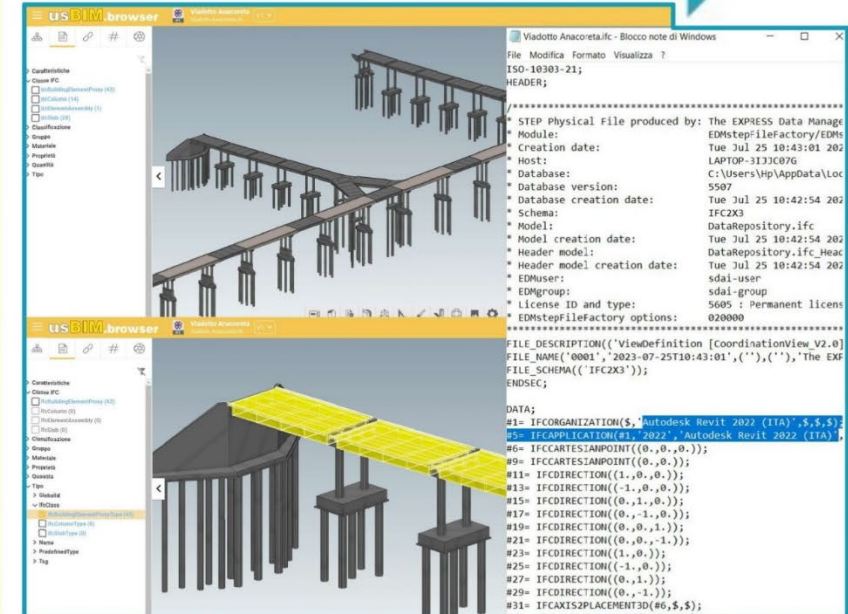 usBIM.browser
Viadotto Anacoreta
Caratteristiche
Classe IFC
IfcBuildingElementProxy (43)
IfcColumn (14)
IfcElementAssembly (1)
Classificazione
Gruppo
Materiale
Proprietà
Quantità
Tipo
usBIM.browser
Viadotto Anacoreta
Caratteristiche
Classe IFC
IfcBuildingElementProxy (43)
IfcColumn (0)
IfcElementAssembly (0)
IfcSlab (0)
Classificazione
Gruppo
Materiale
Proprietà
Quantità
Tipo
GlobalId
IfcClass
IfcBuildingElementProxyType (43)
IfcColumnType (0)
IfcSlabType (0)
Name
PredefinedType
Tag
Viadotto Anacoreta.ifc - Blocco note di Windows
File Modifica Formato Visualizza ?
ISO-10303-21;
HEADER;
/******************************
* STEP Physical File produced by: The EXPRESS Data Manage
* Module: EDMstepFileFactory/EDMs
* Creation date: Tue Jul 25 10:43:01 202
* Host: LAPTOP-3IJJC07G
* Database: C:\Users\Hp\AppData\Loc
* Database version: 5507
* Database creation date: Tue Jul 25 10:42:54 202
* Schema: IFC2X3
* Model: DataRepository.ifc
* Model creation date: Tue Jul 25 10:42:54 202
* Header model: DataRepository.ifc_Head
* Header model creation date: Tue Jul 25 10:42:54 202
* EDMuser: sdai-user
* EDMgroup: sdai-group
* License ID and type: 5605 : Permanent licens
* EDMstepFileFactory options: 020000
******************************
FILE_DESCRIPTION(('ViewDefinition [CoordinationView_V2.0]
FILE_NAME('0001','2023-07-25T10:43:01',(''),(''),'The EXP
FILE_SCHEMA(('IFC2X3'));
ENDSEC;
DATA;
#1= IFCORGANIZATION($,'Autodesk Revit 2022 (ITA)',$,$,$);
#5= IFCAPPLICATION(#1,'2022','Autodesk Revit 2022 (ITA)',
#6= IFCCARTESIANPOINT((0.,0.,0.));
#9= IFCCARTESIANPOINT((0.,0.));
#11= IFCDIRECTION((1.,0.,0.));
#13= IFCDIRECTION((-1.,0.,0.));
#15= IFCDIRECTION((0.,1.,0.));
#17= IFCDIRECTION((0.,-1.,0.));
#19= IFCDIRECTION((0.,0.,1.));
#21= IFCDIRECTION((0.,0.,-1.));
#23= IFCDIRECTION((1.,0.));
#25= IFCDIRECTION((-1.,0.));
#27= IFCDIRECTION((0.,1.));
#29= IFCDIRECTION((0.,-1.));
#31= IFCAXIS2PLACEMENT3D(#6,$,$);